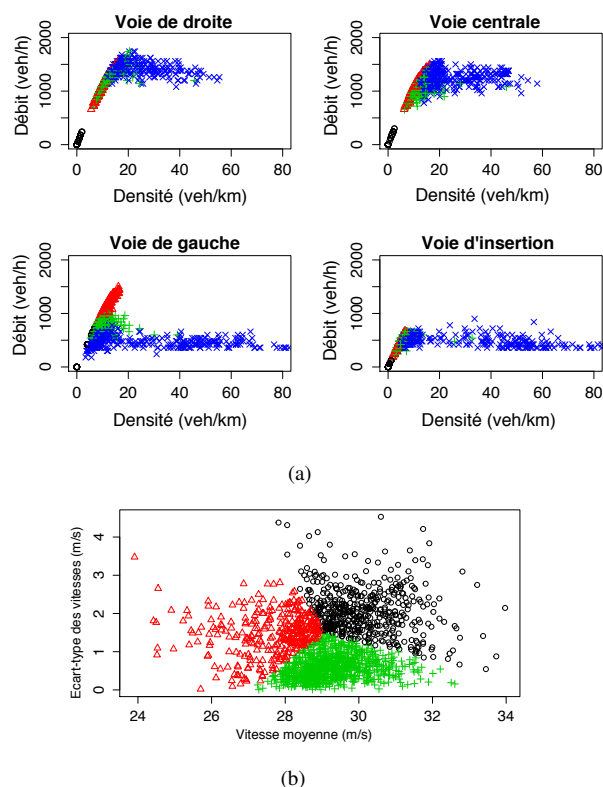 Voie de droite
Débit (veh/h)
0 1000 2000
0 20 40 60 80
Densité (veh/km)
Voie centrale
Débit (veh/h)
0 1000 2000
0 20 40 60 80
Densité (veh/km)
Voie de gauche
Débit (veh/h)
0 1000 2000
0 20 40 60 80
Densité (veh/km)
Voie d'insertion
Débit (veh/h)
0 1000 2000
0 20 40 60 80
Densité (veh/km)
(a)
Ecart-type des vitesses (m/s)
0 1 2 3 4
24 26 28 30 32 34
Vitesse moyenne (m/s)
(b)